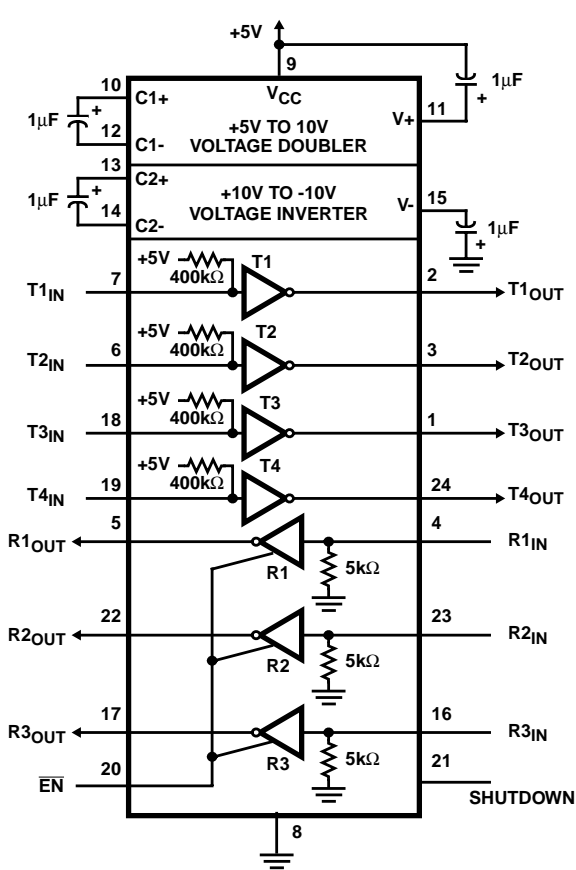 +5V
9
10
C1+
VCC
1µF
+
1µF
+
11
V+
+5V TO 10V
VOLTAGE DOUBLER
12
C1-
13
C2+
1µF
+
+10V TO -10V
VOLTAGE INVERTER
V-
15
14
C2-
1µF
+
+5V
400kΩ
T1
T1IN
7
2
T1OUT
+5V
400kΩ
T2
T2IN
6
3
T2OUT
+5V
400kΩ
T3
T3IN
18
1
T3OUT
+5V
400kΩ
T4
T4IN
19
24
T4OUT
R1OUT
5
4
R1IN
R1
5kΩ
R2OUT
22
23
R2IN
R2
5kΩ
R3OUT
17
16
R3IN
R3
5kΩ
EN
20
21
SHUTDOWN
8